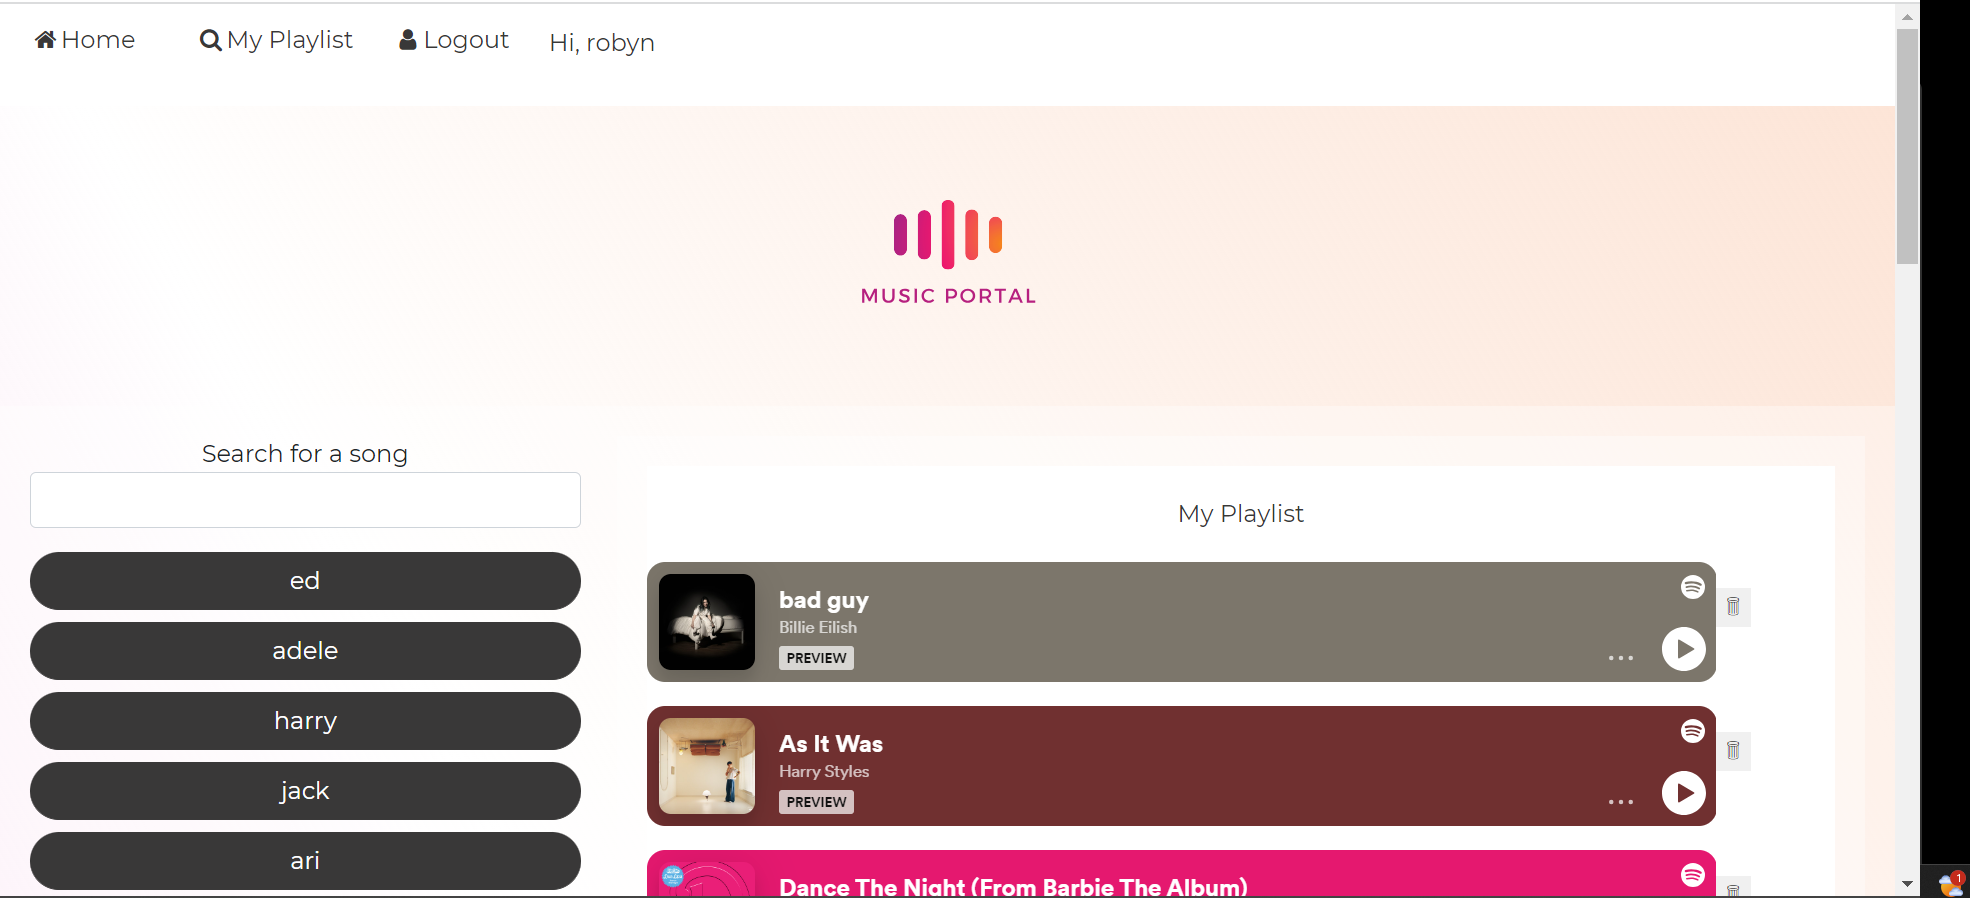 Home
My Playlist
Logout
Hi, robyn
MUSIC PORTAL
Search for a song
ed
adele
harry
jack
ari
My Playlist
bad guy
Billie Eilish
PREVIEW
As It Was
Harry Styles
PREVIEW
Dance The Night (From Barbie The Album)
1